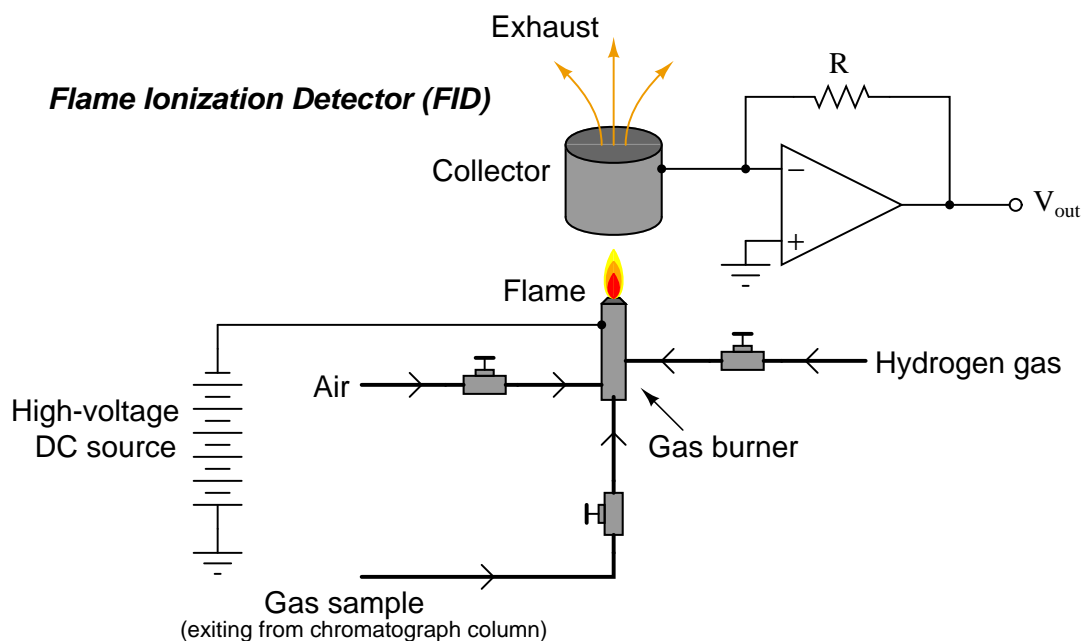 Exhaust
R
Flame Ionization Detector (FID)
Collector
−
+
Vout
Flame
Air
Hydrogen gas
High-voltage
DC source
Gas burner
Gas sample
(exiting from chromatograph column)